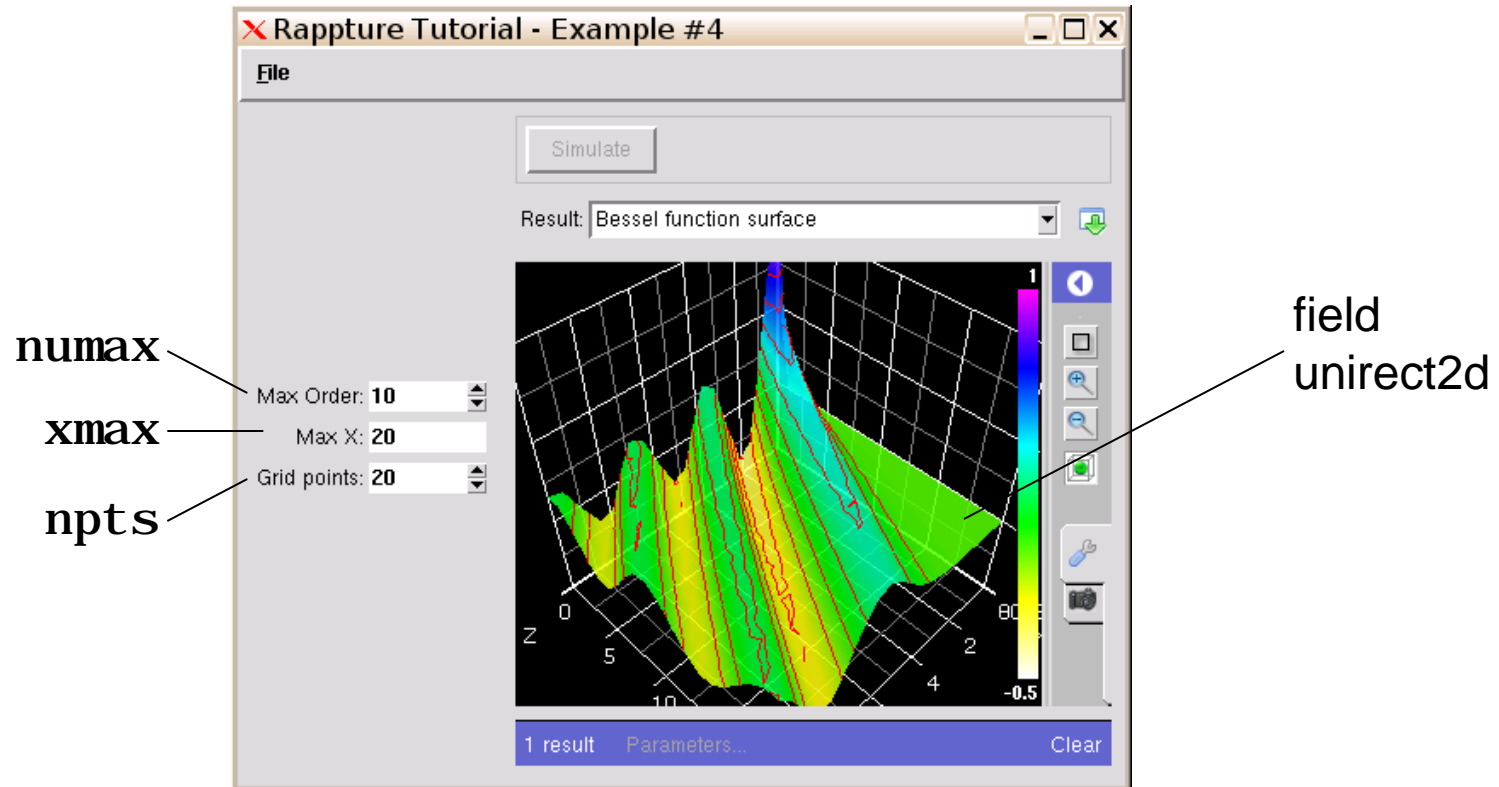 Rappture Tutorial - Example #4
File
Simulate
Result: Bessel function surface
numax
Max Order: 10
xmax
Max X: 20
npts
Grid points: 20
1
-0.5
Z
0
5
10
80
2
4
field
unirect2d
1 result Parameters... Clear